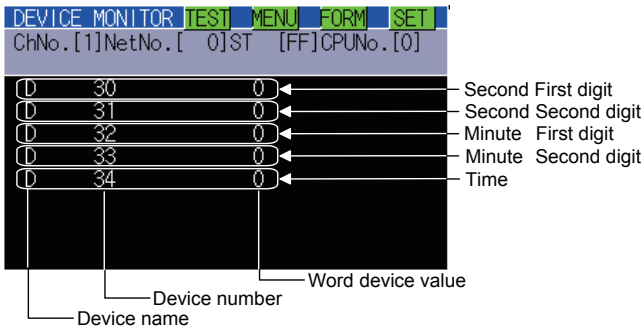 DEVICE MONITOR TEST MENU FORM SET
ChNo.[1]NetNo.[ 0]ST [FF]CPUNo.[0]
D 30 0 Second First digit
D 31 0 Second Second digit
D 32 0 Minute First digit
D 33 0 Minute Second digit
D 34 0 Time
Word device value
Device number
Device name